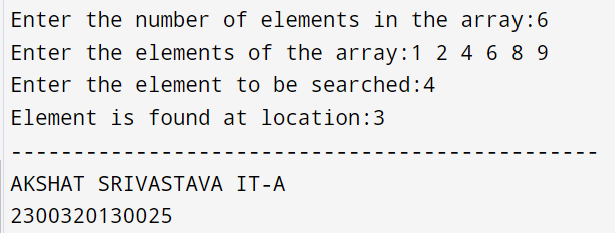 Enter the number of elements in the array:6
Enter the elements of the array:1 2 4 6 8 9
Enter the element to be searched:4
Element is found at location:3
------------------------------------------------
AKSHAT SRIVASTAVA IT-A
2300320130025